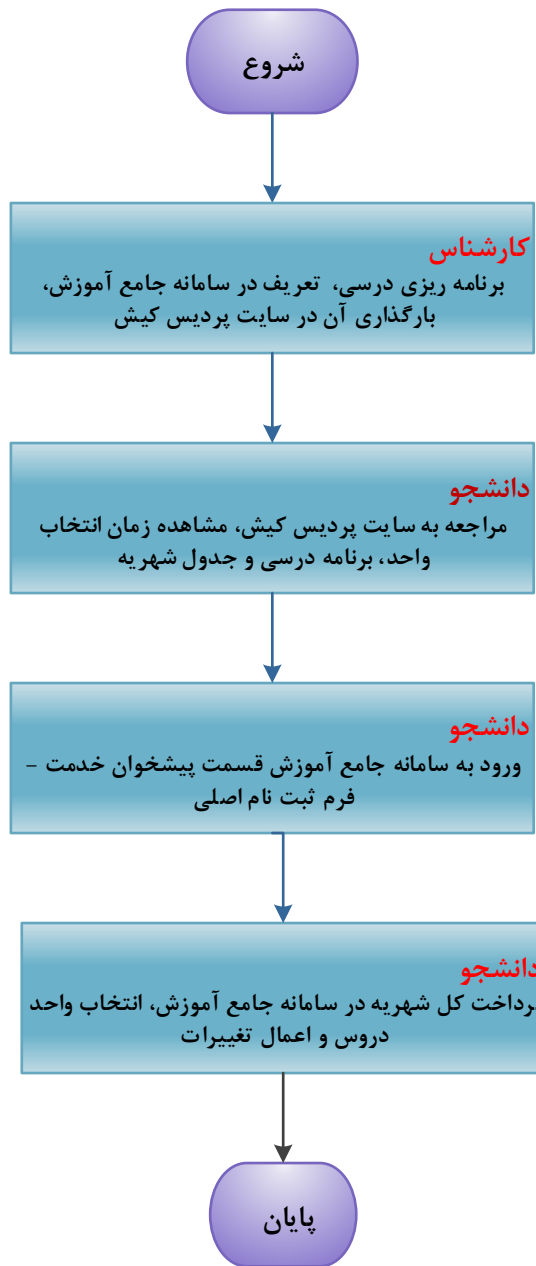 شروع
کارشناس
برنامه ریزی درسی، تعریف در سامانه جامع آموزش،
بارگذاری آن در سایت پردیس کیش
دانشجو
مراجعه به سایت پردیس کیش، مشاهده زمان انتخاب
واحد، برنامه درسی و جدول شهریه
دانشجو
ورود به سامانه جامع آموزش قسمت پیشخوان خدمت –
فرم ثبت نام اصلی
دانشجو
پرداخت کل شهریه در سامانه جامع آموزش، انتخاب واحد
دروس و اعمال تغییرات
پایان